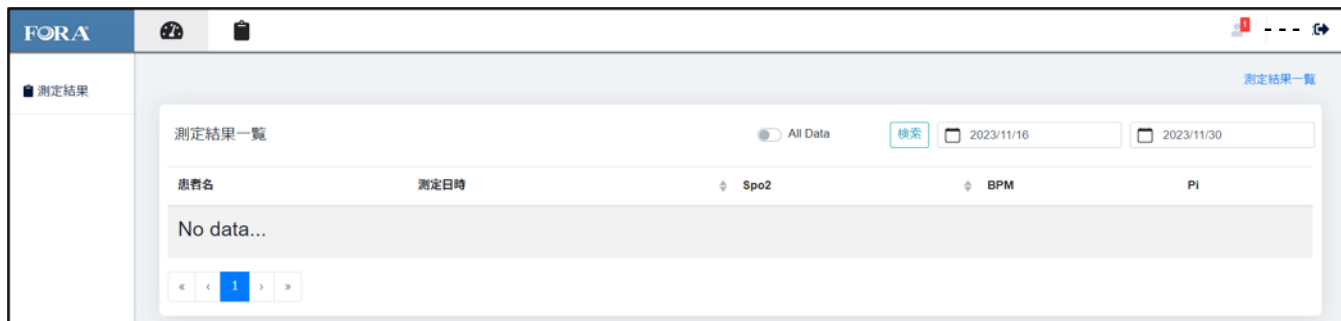 FORA
1
- - -
測定結果
測定結果一覧
測定結果一覧 All Data 検索 2023/11/16 2023/11/30
患者名 測定日時 Spo2 BPM Pi
No data...
« ‹ 1 › »